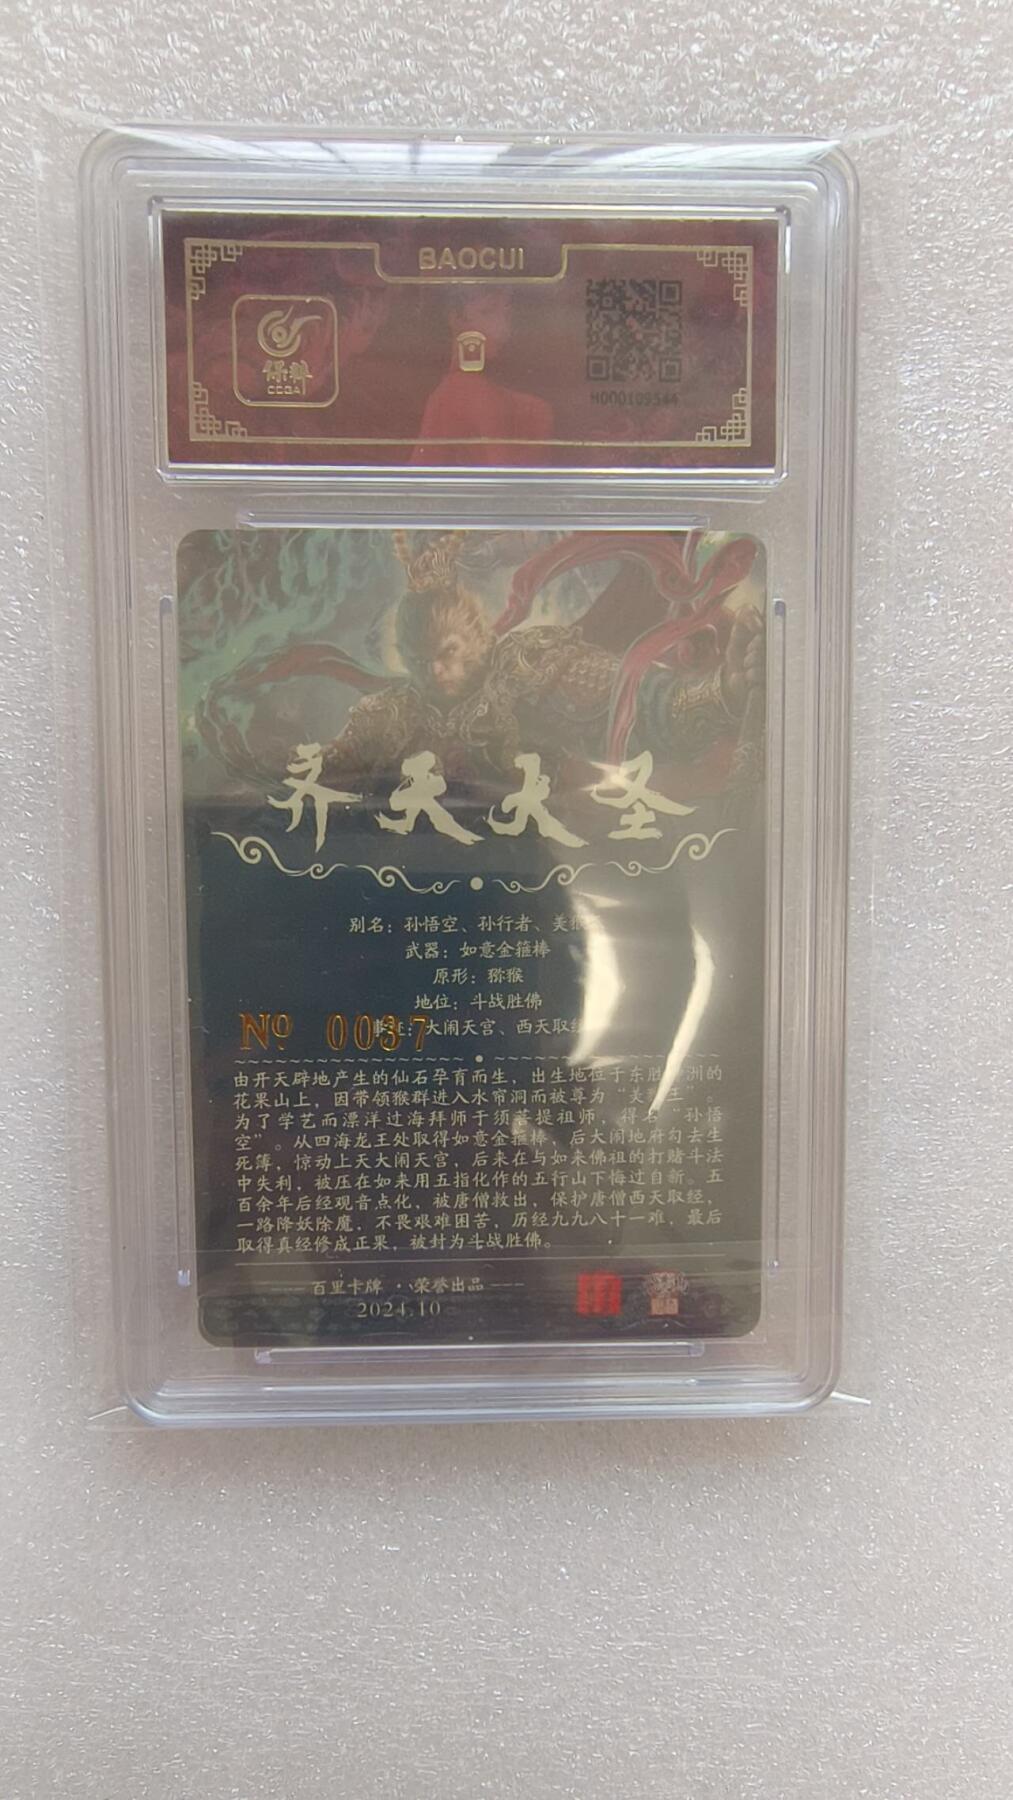 BAOCUI
保粹
CCGA
H000109544
齐天大圣
别名：孙悟空、孙行者、美猴
武器：如意金箍棒
原形：猕猴
地位：斗战胜佛
事迹：大闹天宫、西天取经
Nº 0037
由开天辟地产生的仙石孕育而生，出生地位于东胜神洲的
花果山上，因带领猴群进入水帘洞而被尊为“美猴王”。
为了学艺而漂洋过海拜师于须菩提祖师，得名“孙悟
空”。从四海龙王处取得如意金箍棒，后大闹地府勾去生
死簿，惊动上天大闹天宫，后来在与如来佛祖的打赌斗法
中失利，被压在如来用五指化作的五行山下悔过自新。五
百余年后经观音点化，被唐僧救出，保护唐僧西天取经，
一路降妖除魔，不畏艰难困苦，历经九九八十一难，最后
取得真经修成正果，被封为斗战胜佛。
百里卡牌 · 荣誉出品
2024.10